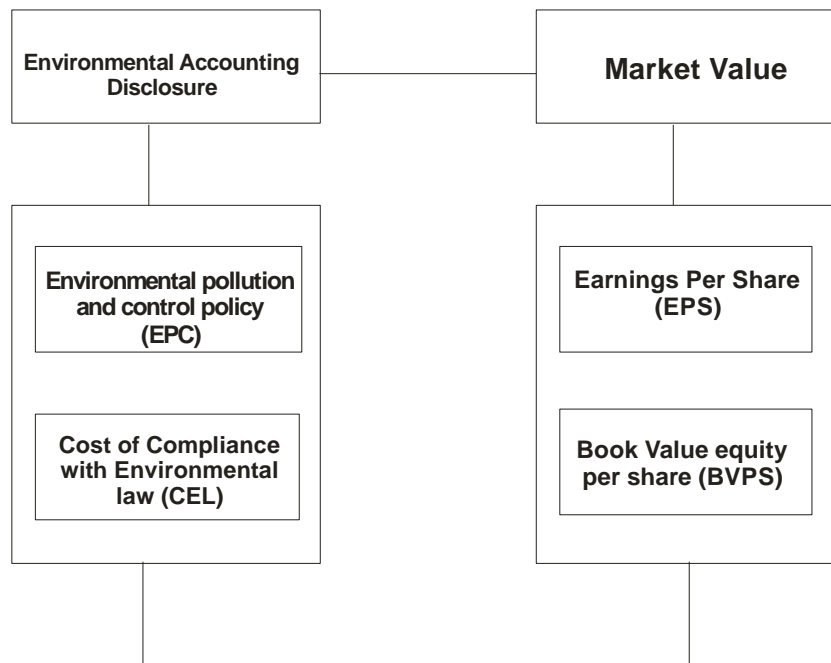 Environmental Accounting
Disclosure
Market Value
Environmental pollution
and control policy
(EPC)
Cost of Compliance
with Environmental
law (CEL)
Earnings Per Share
(EPS)
Book Value equity
per share (BVPS)